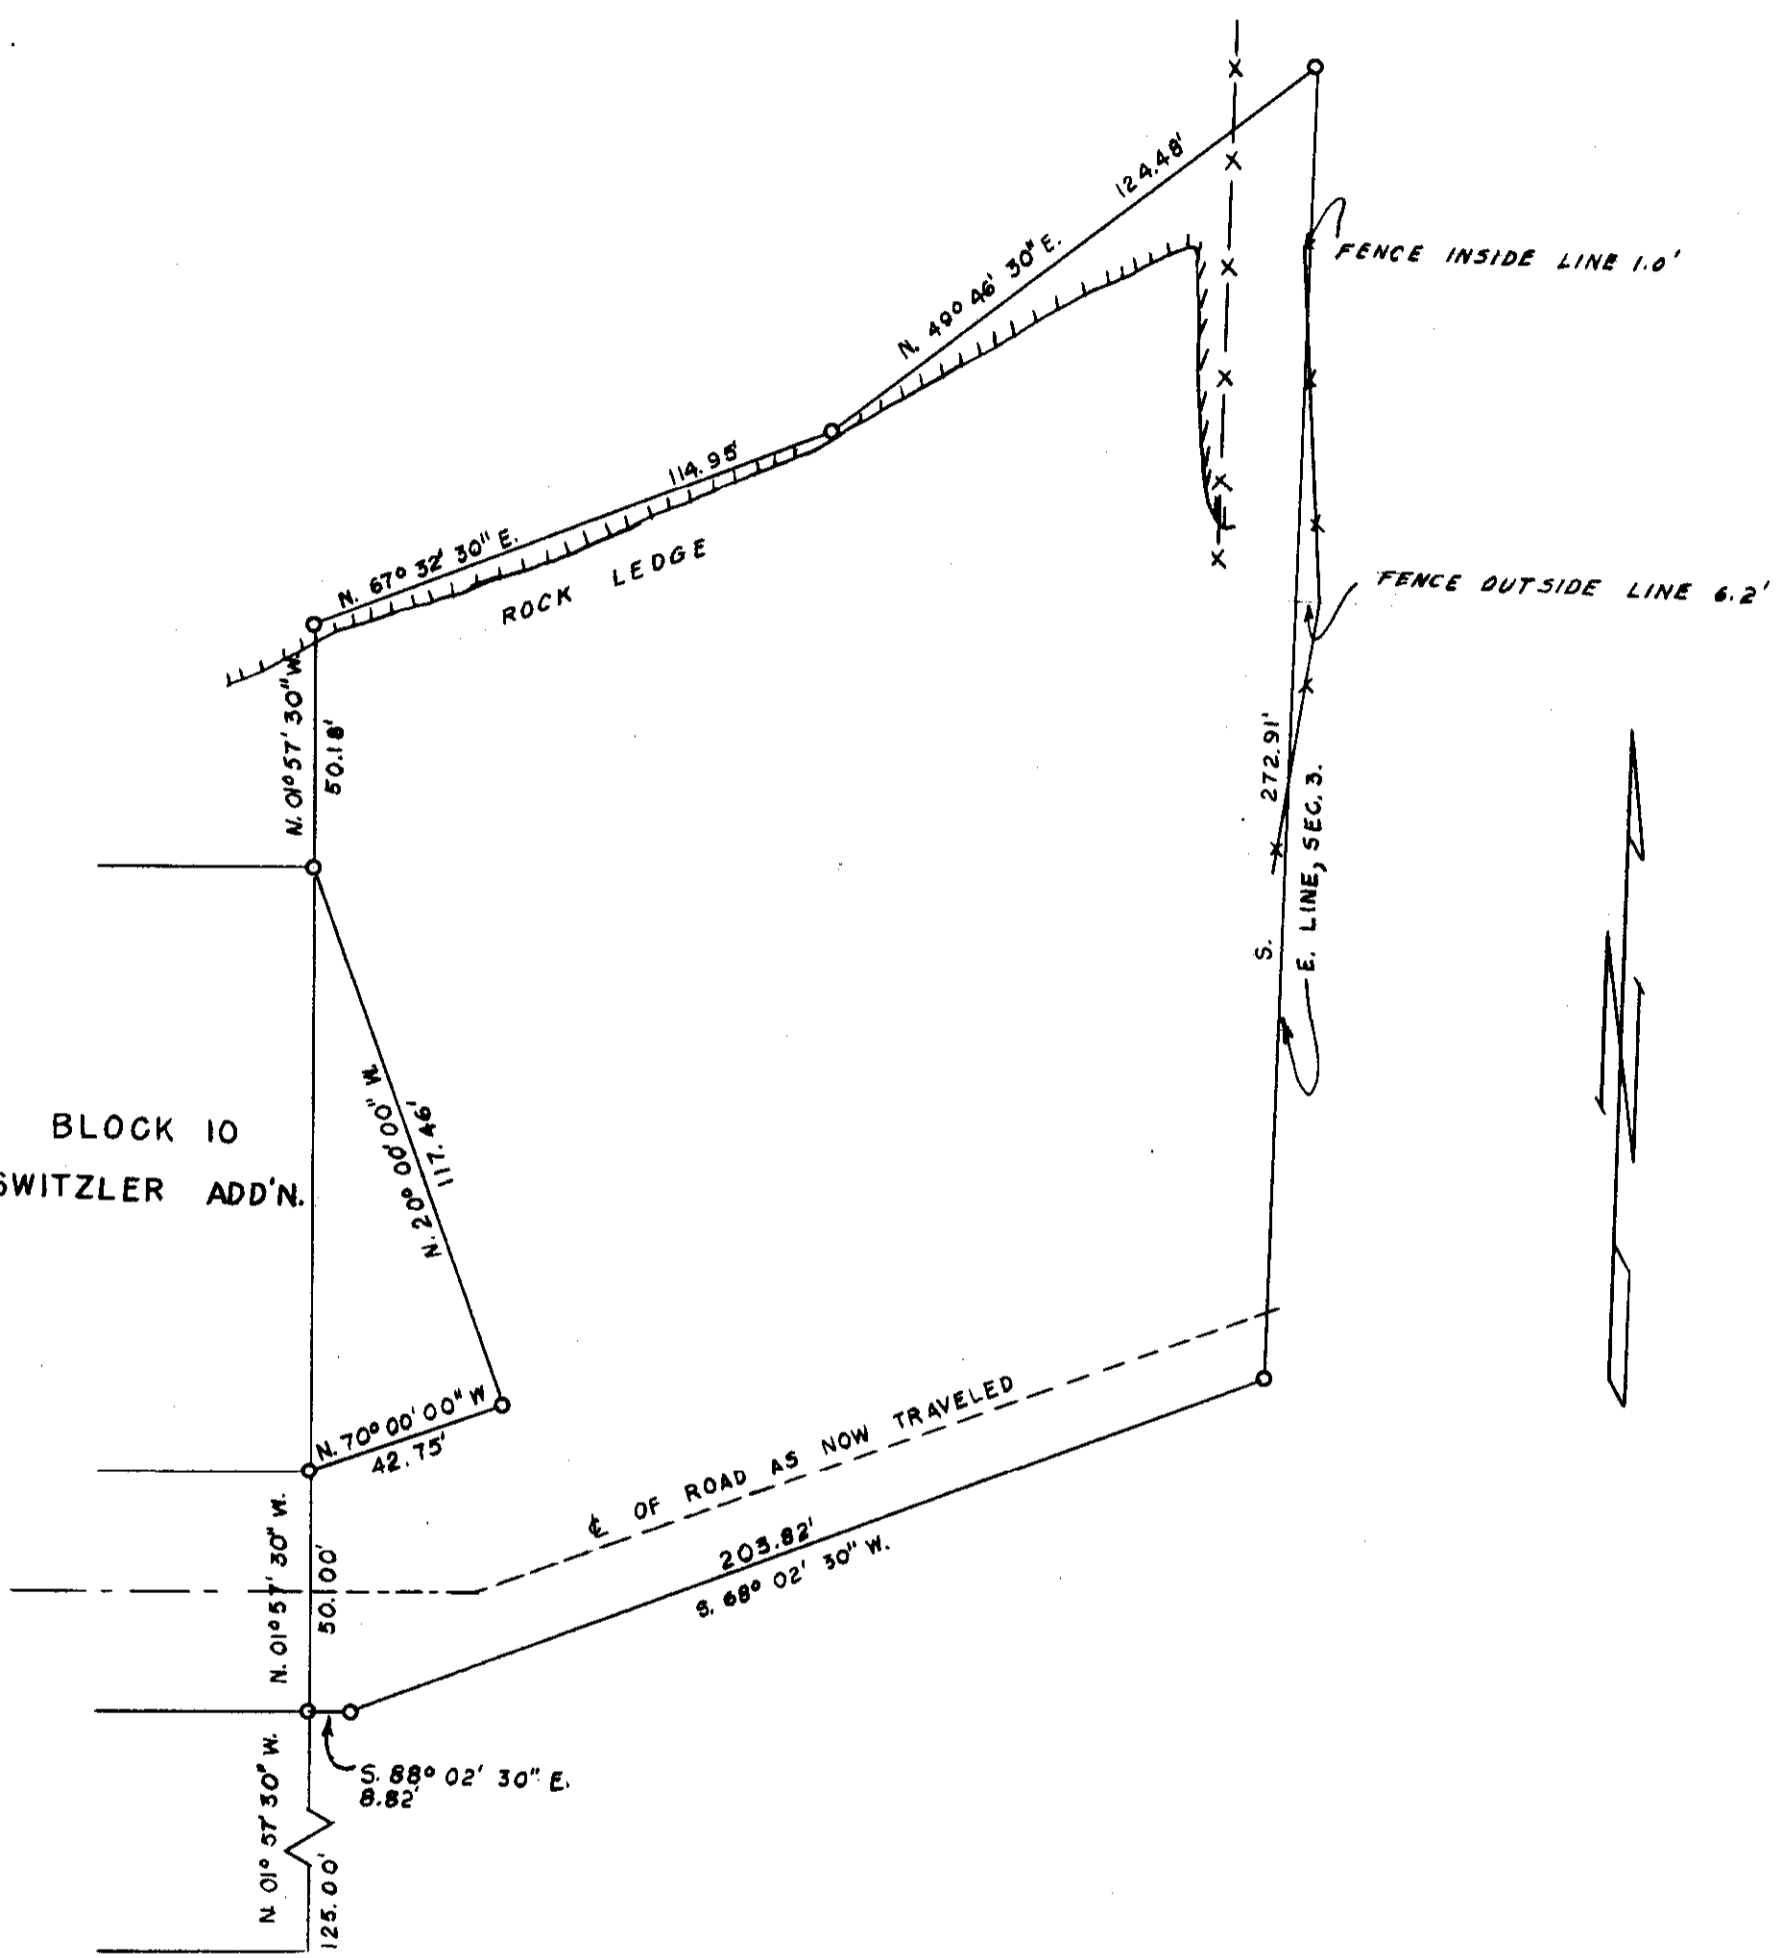 124.48'
N. 49° 46' 30" E.
FENCE INSIDE LINE 1.0'
114.95'
N. 67° 32' 30" E.
ROCK LEDGE
FENCE OUTSIDE LINE 6.2'
N. 01° 57' 30" W.
50.18'
S. 272.91'
E. LINE, SEC. 3.
BLOCK 10
SWITZLER ADD'N.
N. 20° 00' 00" W.
117.46'
N. 70° 00' 00" W
42.75'
℄ OF ROAD AS NOW TRAVELED
203.82'
S. 68° 02' 30" W.
N. 01° 57' 30" W.
50.00'
S. 88° 02' 30" E.
8.82'
N. 01° 57' 30" W.
125.00'
N